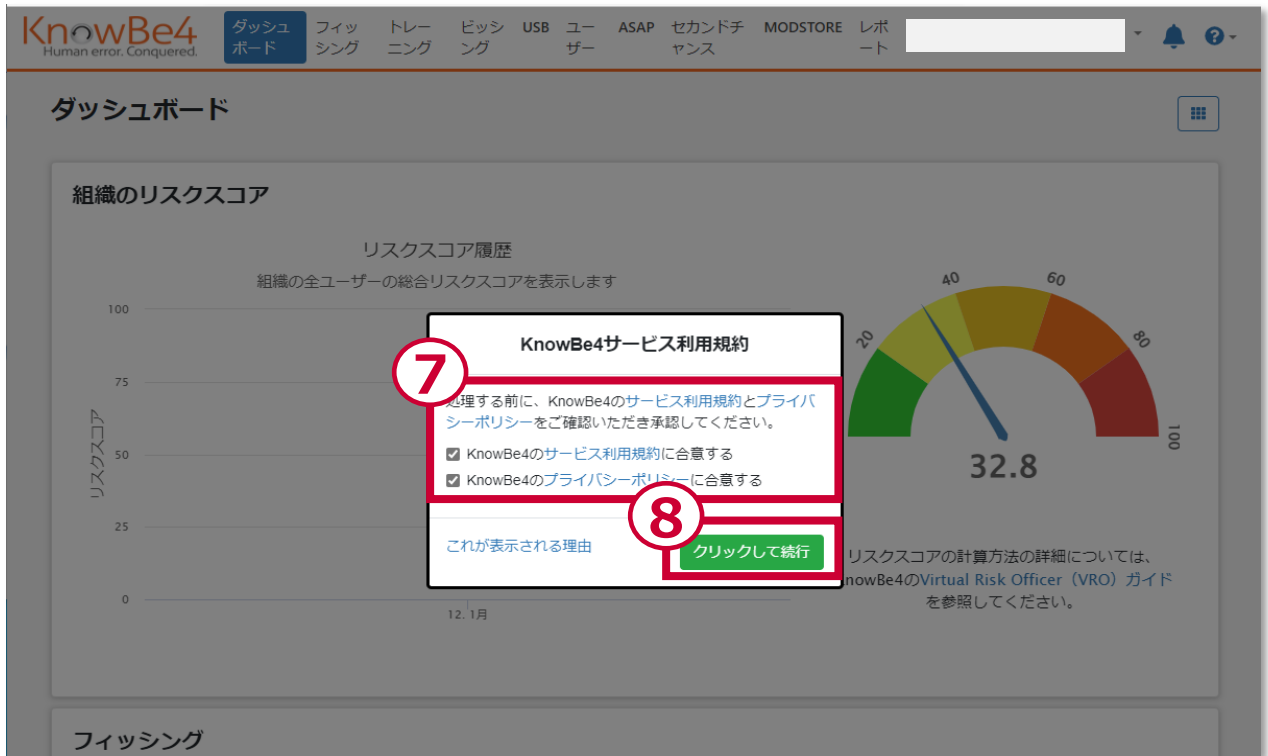 KnowBe4
Human error. Conquered.
ダッシュ
ボード
フィッ
シング
トレー
ニング
ビッシ
ング
USB
ユー
ザー
ASAP
セカンドチ
ャンス
MODSTORE
レポ
ート
ダッシュボード
組織のリスクスコア
リスクスコア履歴
組織の全ユーザーの総合リスクスコアを表示します
リスクスコア
100
75
50
25
0
12. 1月
KnowBe4サービス利用規約
⑦
処理する前に、KnowBe4のサービス利用規約とプライバ
シーポリシーをご確認いただき承認してください。
KnowBe4のサービス利用規約に合意する
KnowBe4のプライバシーポリシーに合意する
⑧
これが表示される理由
クリックして続行
20
40
60
80
100
32.8
リスクスコアの計算方法の詳細については、
nowBe4のVirtual Risk Officer（VRO）ガイド
を参照してください。
フィッシング